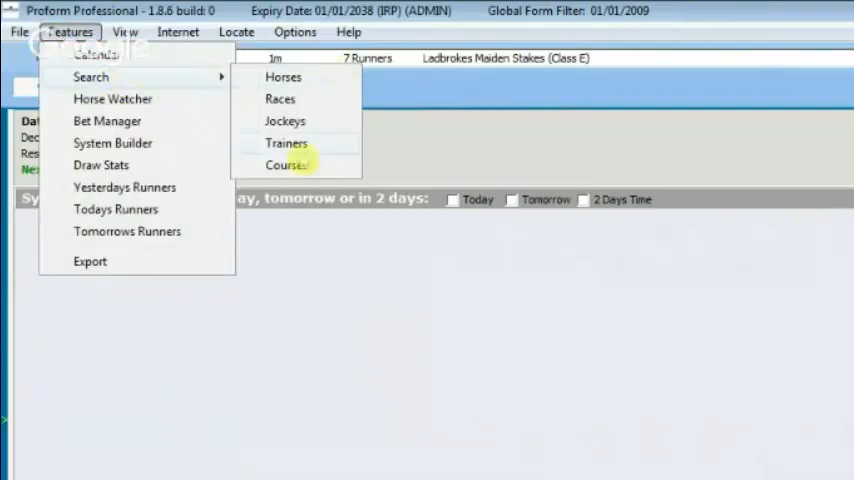 Proform Professional - 1.8.6 build: 0 Expiry Date: 01/01/2038 (IRP) (ADMIN) Global Form Filter: 01/01/2009
File Features View Internet Locate Options Help
Google
Calendar
1m 7 Runners Ladbrokes Maiden Stakes (Class E)
Search Horses
Horse Watcher Races
Bet Manager Jockeys
System Builder Trainers
Draw Stats Courses
Yesterdays Runners
ay, tomorrow or in 2 days: Today Tomorrow 2 Days Time
Todays Runners
Tomorrows Runners
Export